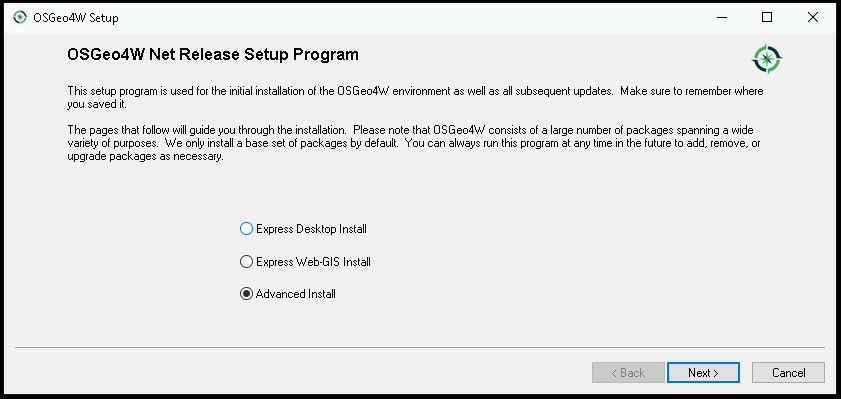 OSGeo4W Setup
OSGeo4W Net Release Setup Program
This setup program is used for the initial installation of the OSGeo4W environment as well as all subsequent updates.  Make sure to remember where
you saved it.
The pages that follow will guide you through the installation.  Please note that OSGeo4W consists of a large number of packages spanning a wide
variety of purposes.  We only install a base set of packages by default.  You can always run this program at any time in the future to add, remove, or
upgrade packages as necessary.
Express Desktop Install
Express Web-GIS Install
Advanced Install
< Back Next > Cancel